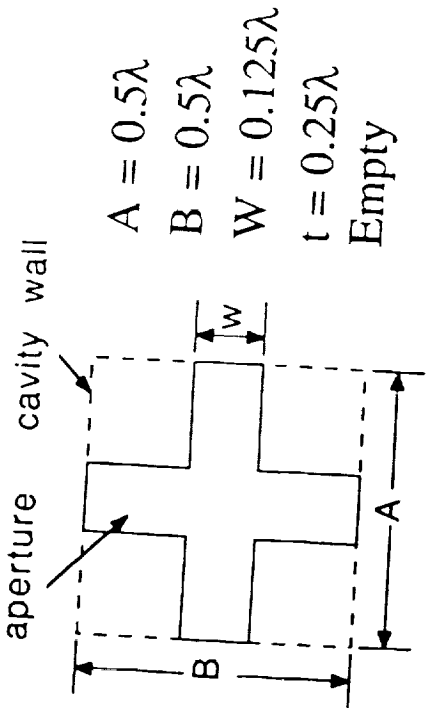 aperture
cavity wall
W
B
A
A = 0.5λ
B = 0.5λ
W = 0.125λ
t = 0.25λ
Empty